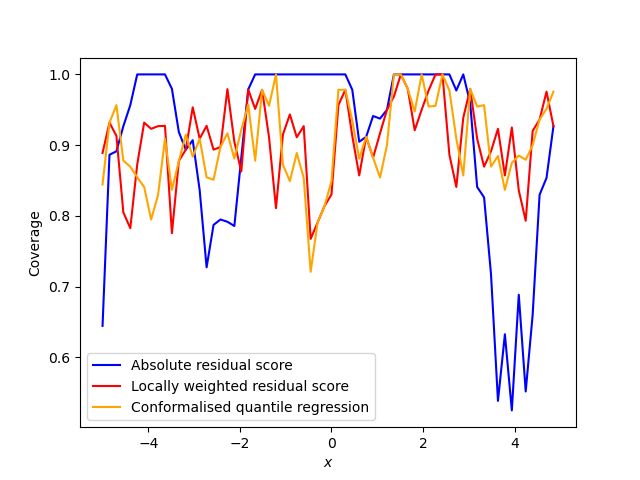 1.0
0.9
0.8
0.7
0.6
Coverage
Absolute residual score
Locally weighted residual score
Conformalised quantile regression
−4
−2
0
2
4
x